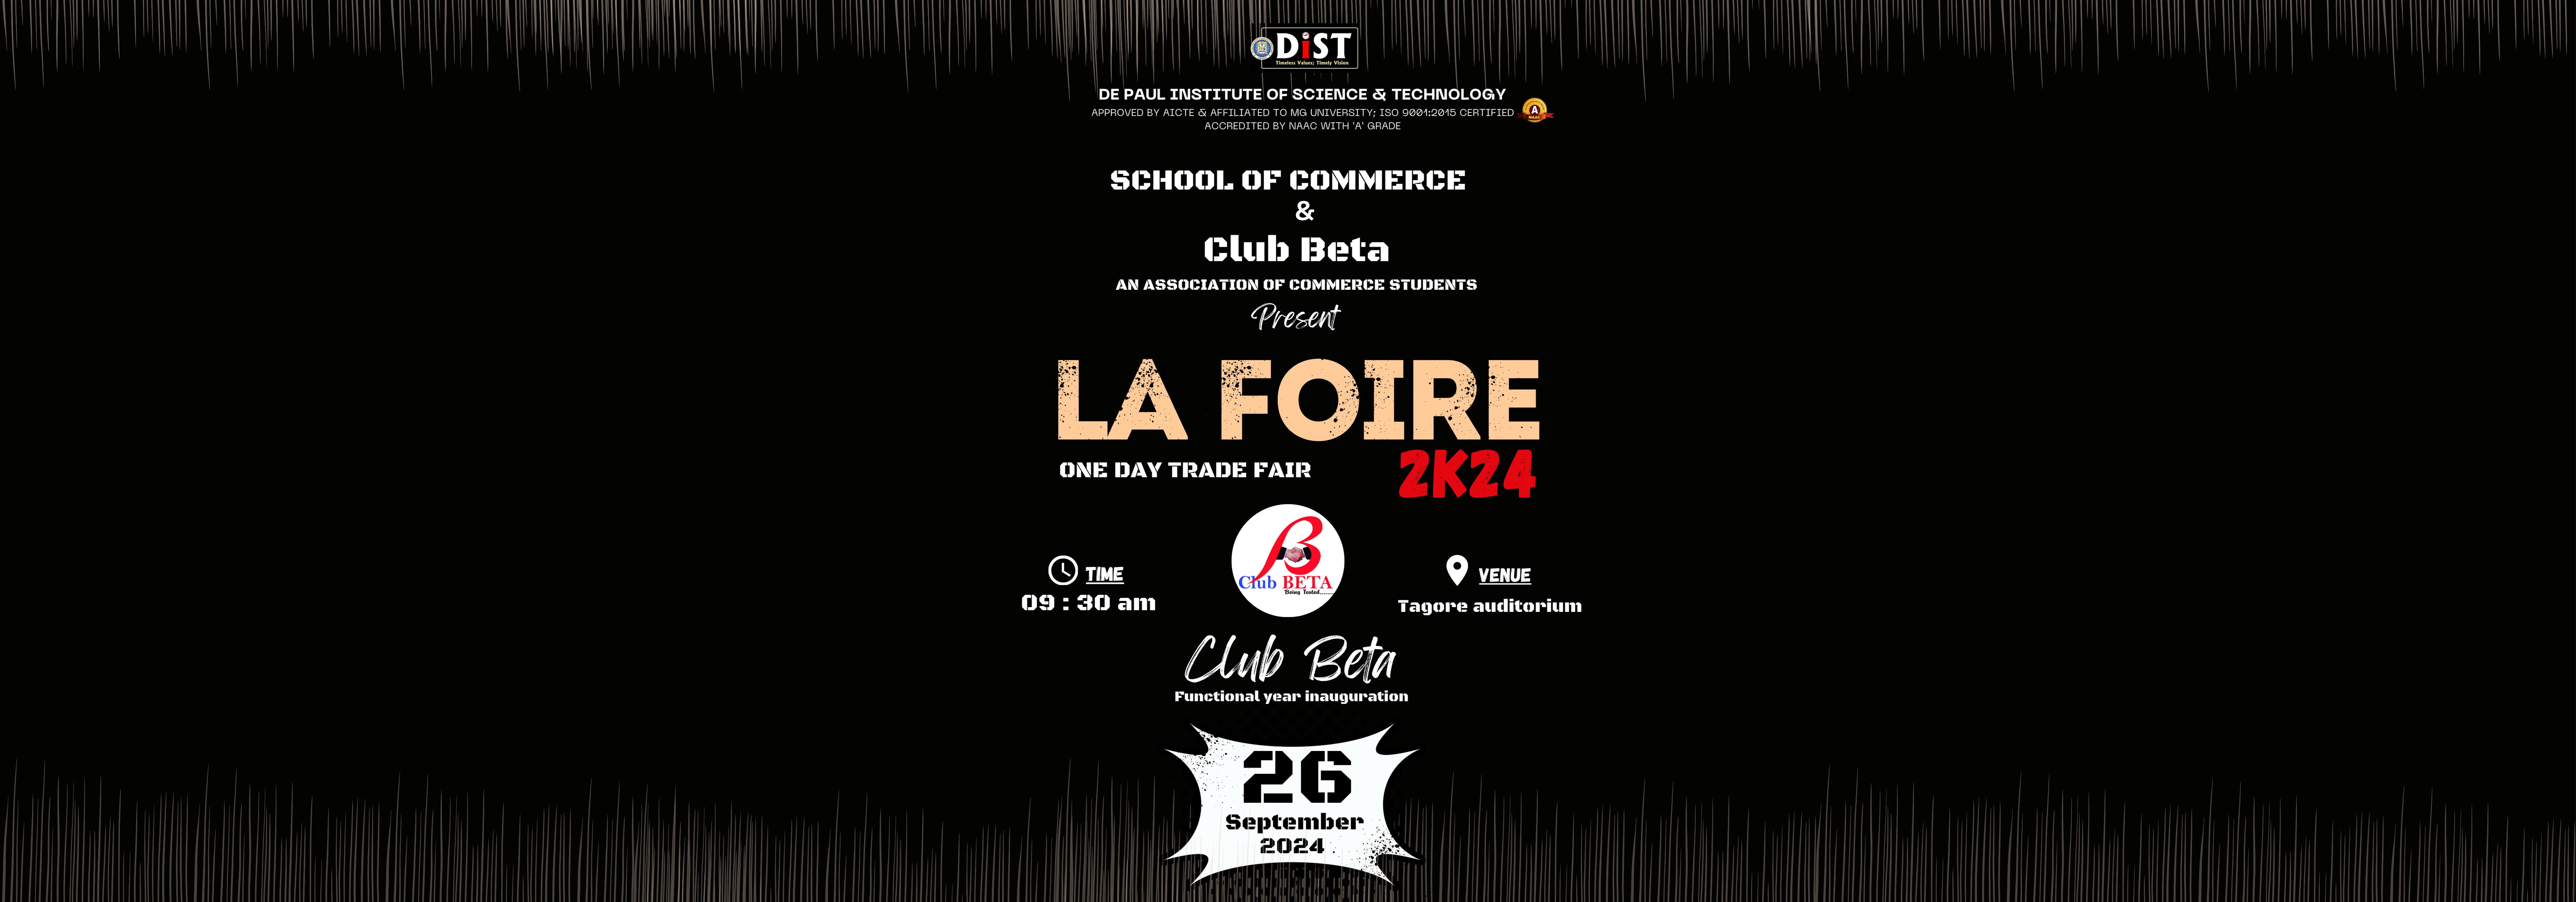 DiST
Timeless Values; Timely Vision
DE PAUL INSTITUTE OF SCIENCE & TECHNOLOGY
APPROVED BY AICTE & AFFILIATED TO MG UNIVERSITY; ISO 9001:2015 CERTIFIED
ACCREDITED BY NAAC WITH 'A' GRADE
A
NAAC
SCHOOL OF COMMERCE
&
Club Beta
AN ASSOCIATION OF COMMERCE STUDENTS
Present
LA FOIRE
ONE DAY TRADE FAIR
2K24
TIME
09 : 30 am
β
Club BETA
Being Tested........
VENUE
Tagore auditorium
Club Beta
Functional year inauguration
26
September
2024